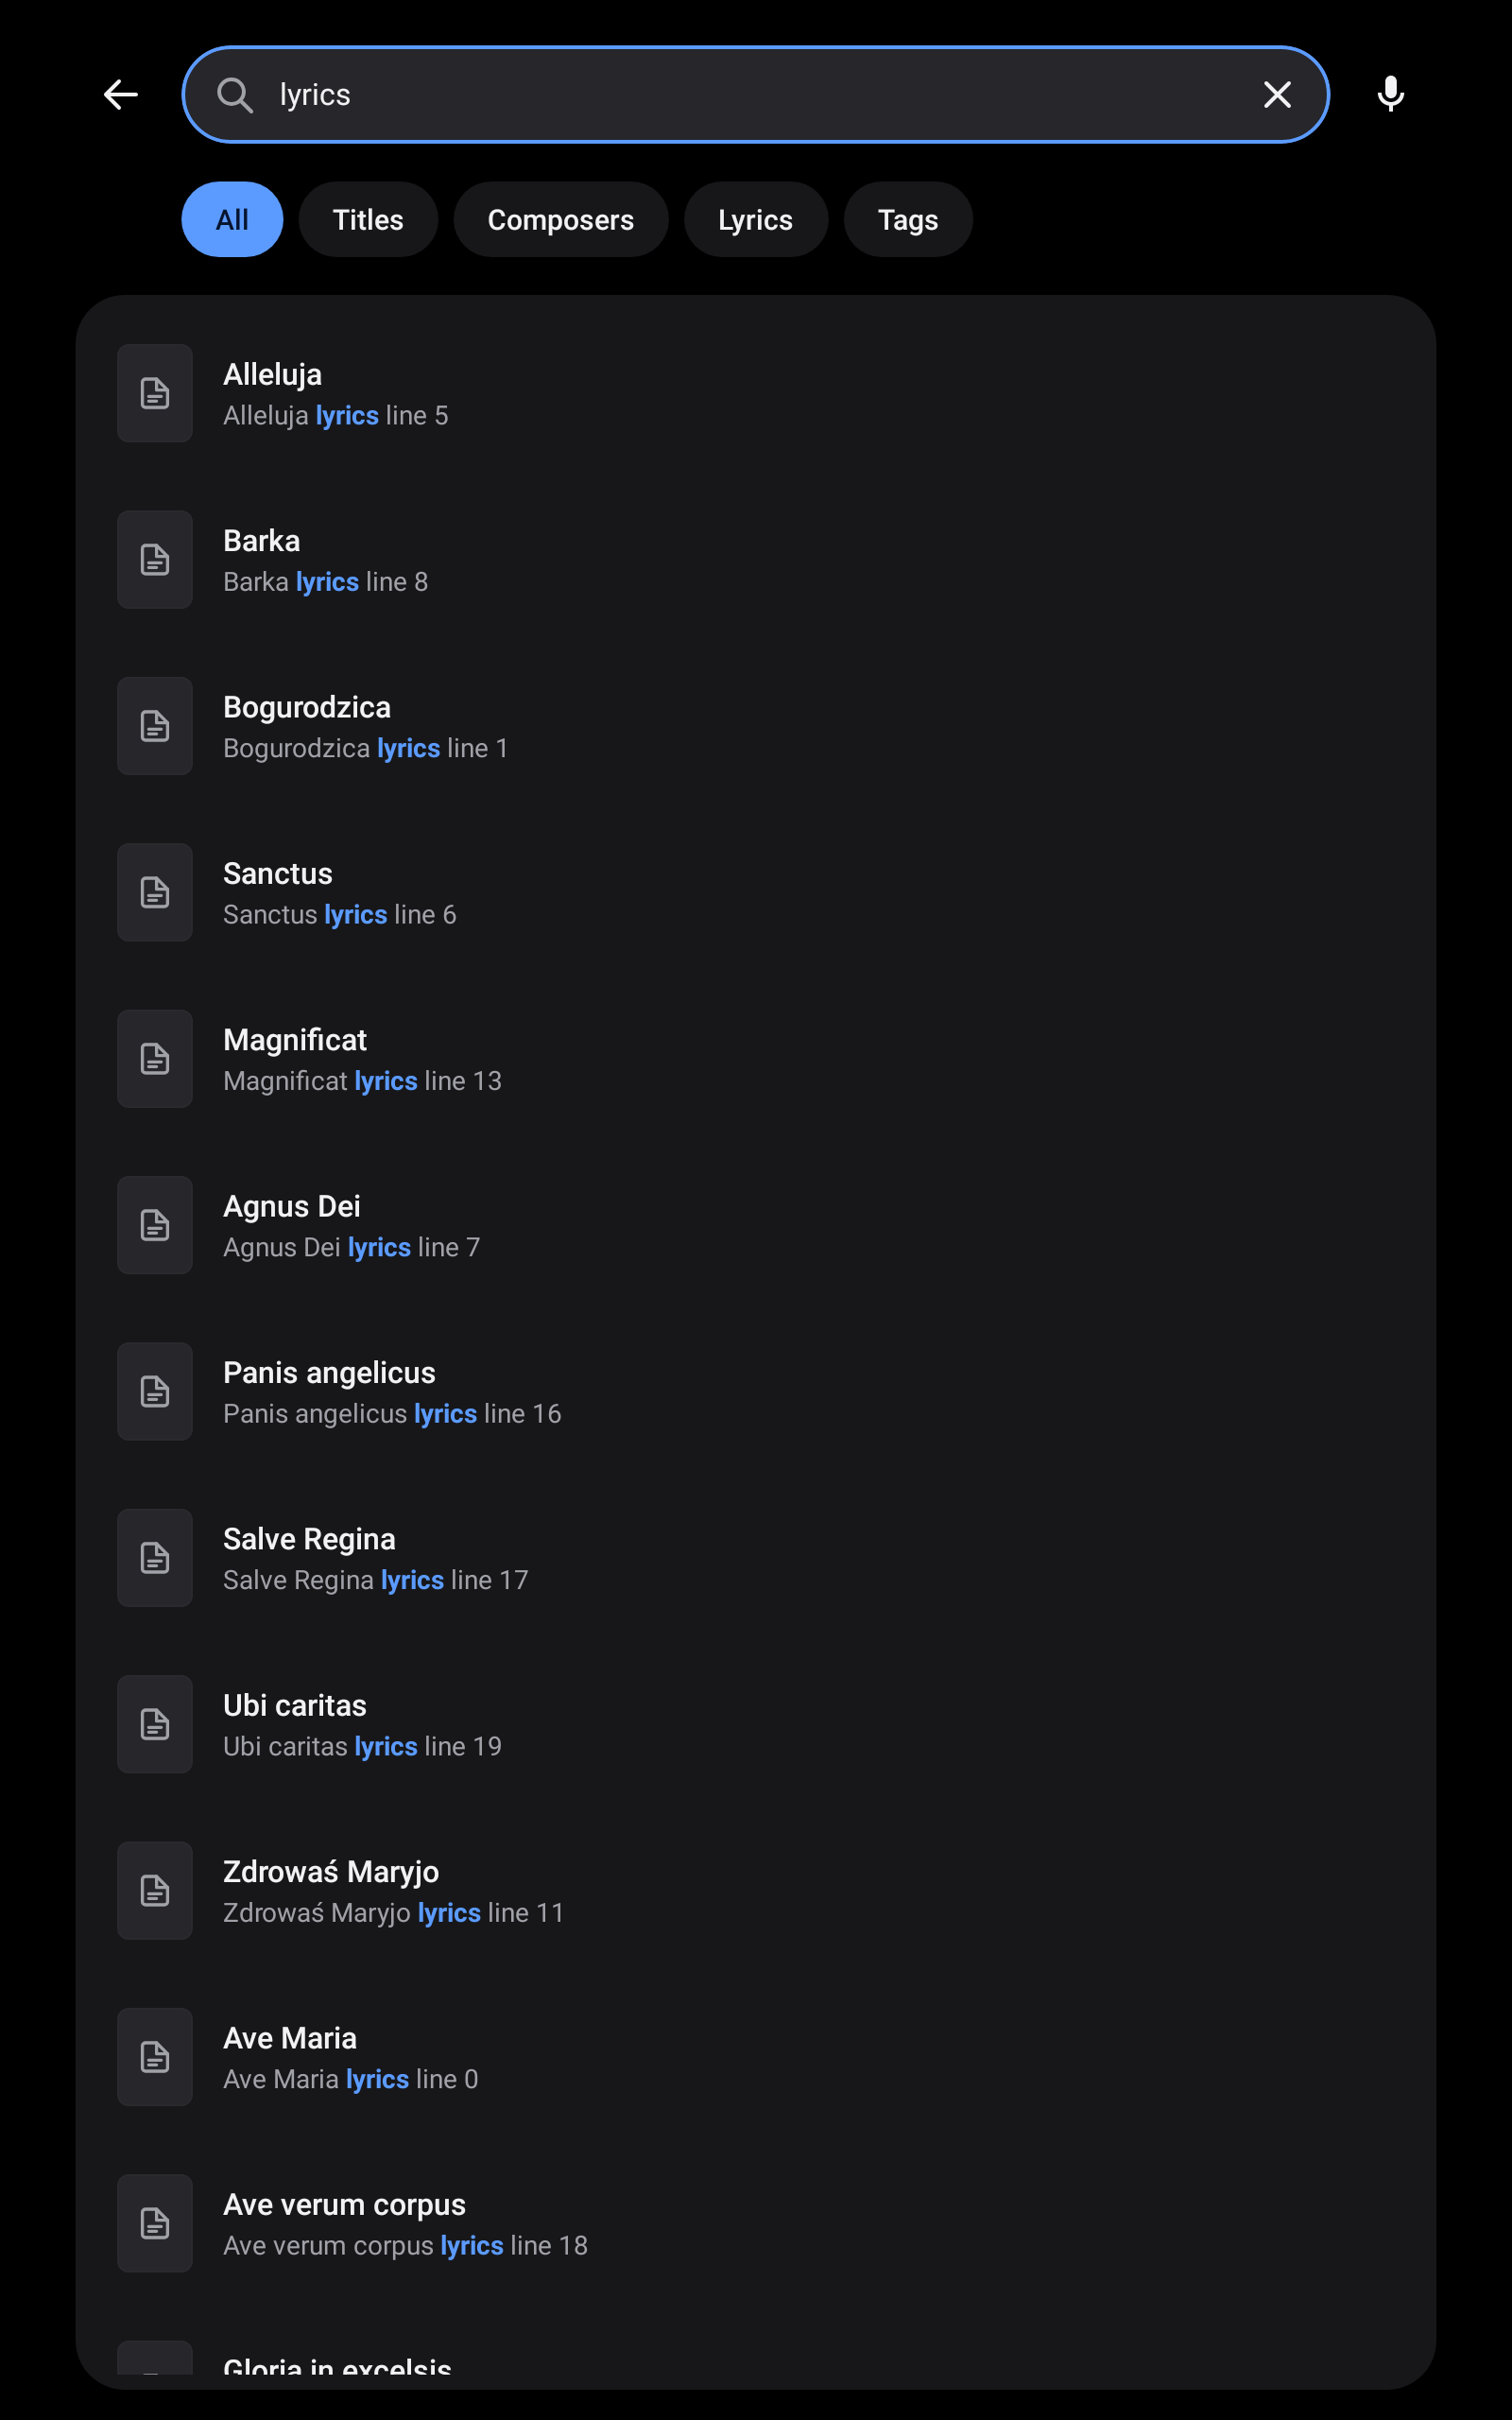 lyrics
All Titles Composers Lyrics Tags
Alleluja
Alleluja lyrics line 5
Barka
Barka lyrics line 8
Bogurodzica
Bogurodzica lyrics line 1
Sanctus
Sanctus lyrics line 6
Magnificat
Magnificat lyrics line 13
Agnus Dei
Agnus Dei lyrics line 7
Panis angelicus
Panis angelicus lyrics line 16
Salve Regina
Salve Regina lyrics line 17
Ubi caritas
Ubi caritas lyrics line 19
Zdrowaś Maryjo
Zdrowaś Maryjo lyrics line 11
Ave Maria
Ave Maria lyrics line 0
Ave verum corpus
Ave verum corpus lyrics line 18
Gloria in excelsis